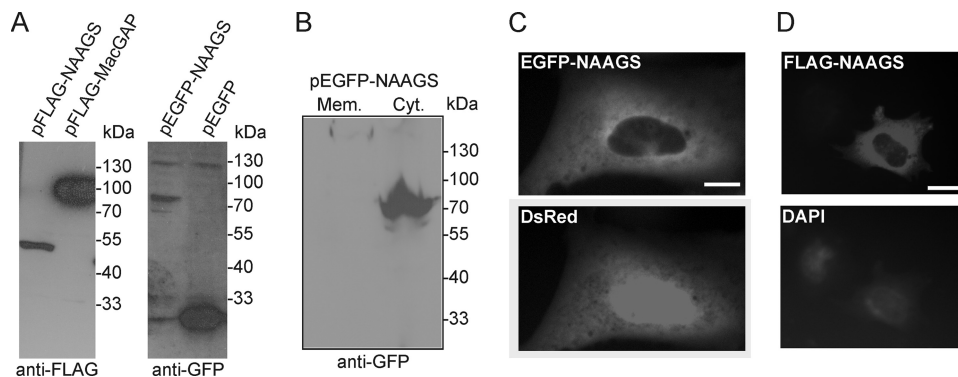 A
pFLAG-NAAGS
pFLAG-MacGAP
kDa
-130
-100
-70
-55
-40
-33
anti-FLAG
pEGFP-NAAGS
pEGFP
kDa
-130
-100
-70
-55
-40
-33
anti-GFP
B
pEGFP-NAAGS
Mem. Cyt. kDa
-130
-100
-70
-55
-40
-33
anti-GFP
C
EGFP-NAAGS
DsRed
D
FLAG-NAAGS
DAPI